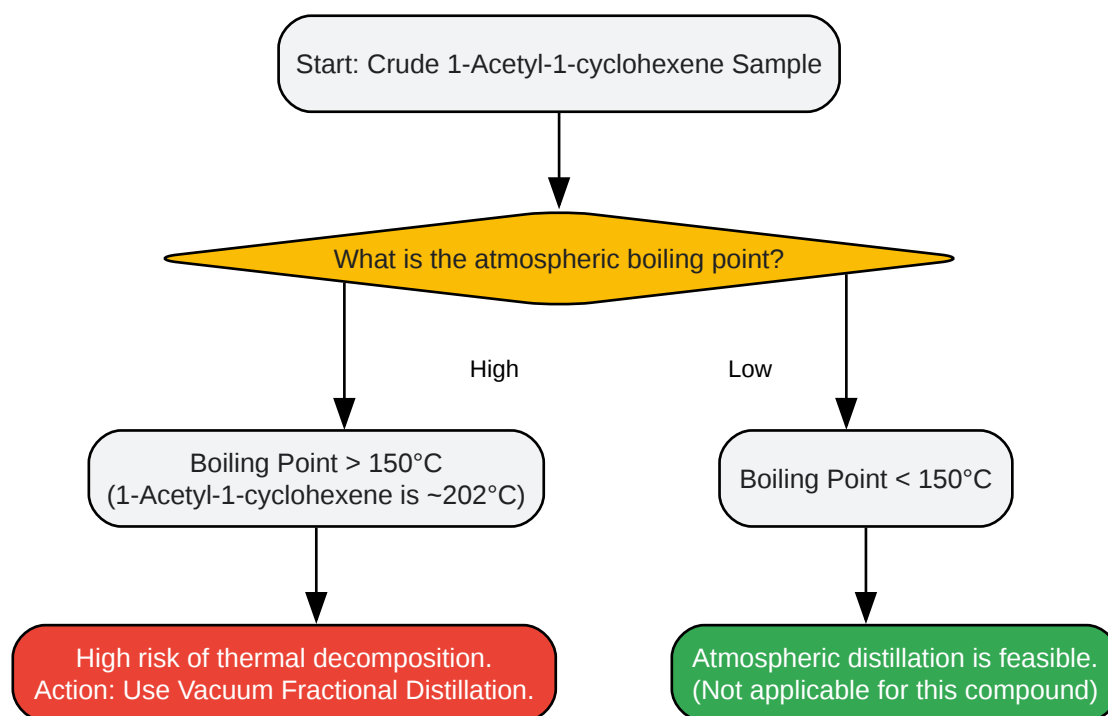 Start: Crude 1-Acetyl-1-cyclohexene Sample
What is the atmospheric boiling point?
High
Low
Boiling Point > 150°C
(1-Acetyl-1-cyclohexene is ~202°C)
Boiling Point < 150°C
High risk of thermal decomposition.
Action: Use Vacuum Fractional Distillation.
Atmospheric distillation is feasible.
(Not applicable for this compound)